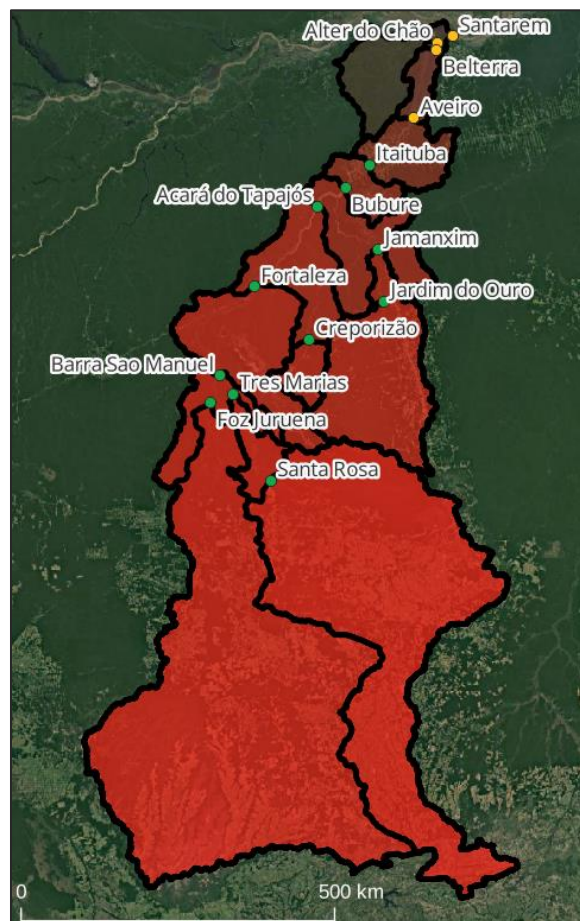 Alter do Chão
Santarem
Belterra
Aveiro
Itaituba
Acará do Tapajós
Bubure
Jamanxim
Fortaleza
Jardim do Ouro
Creporizão
Barra Sao Manuel
Tres Marias
Foz Juruena
Santa Rosa
0
500 km